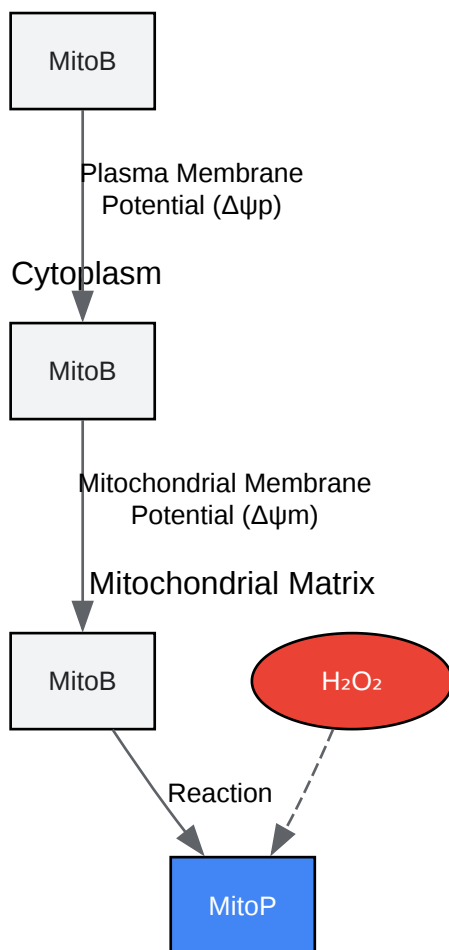 MitoB
Plasma Membrane
Potential (Δψp)
Cytoplasm
MitoB
Mitochondrial Membrane
Potential (Δψm)
Mitochondrial Matrix
MitoB
H₂O₂
Reaction
MitoP